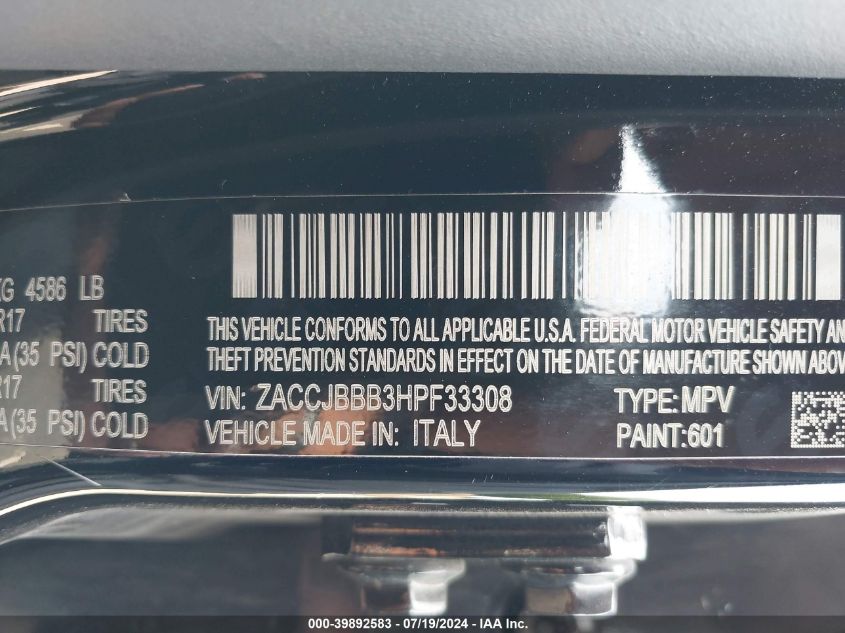 KG 4586 LB
R17 TIRES
A (35 PSI) COLD
R17 TIRES
A (35 PSI) COLD
THIS VEHICLE CONFORMS TO ALL APPLICABLE U.S.A. FEDERAL MOTOR VEHICLE SAFETY AN
THEFT PREVENTION STANDARDS IN EFFECT ON THE DATE OF MANUFACTURE SHOWN ABOV
VIN: ZACCJBBB3HPF33308 TYPE: MPV
VEHICLE MADE IN: ITALY PAINT:601
000-39892583 - 07/19/2024 - IAA Inc.